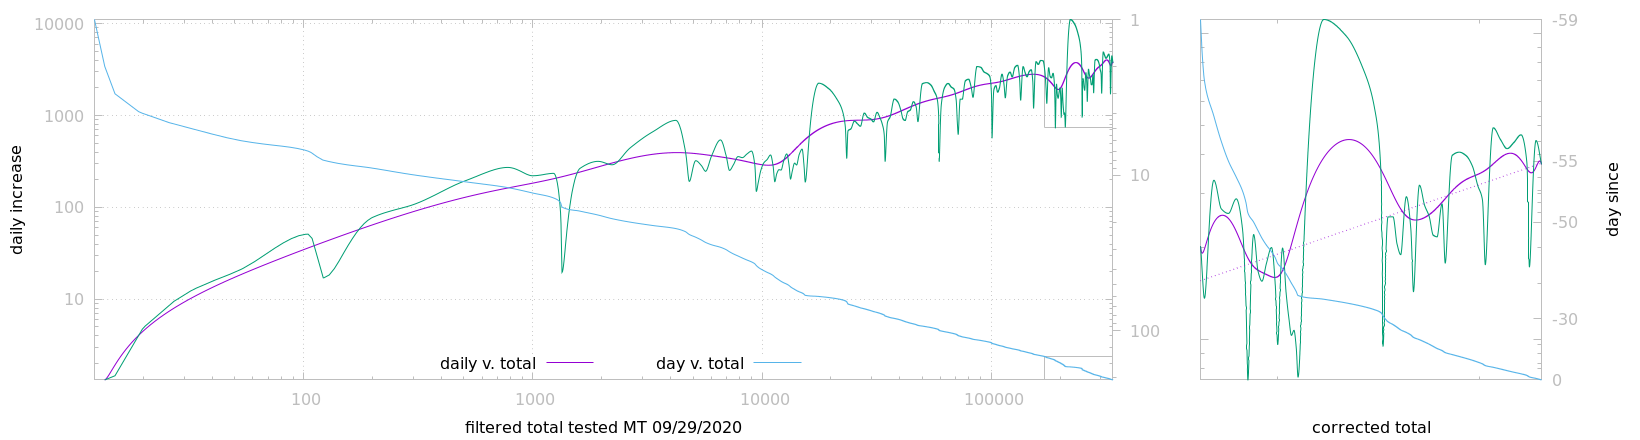 10000
1000
100
10
daily increase
100
1000
10000
100000
filtered total tested MT 09/29/2020
daily v. total
day v. total
1
10
100
-59
-55
-50
-30
0
day since
corrected total